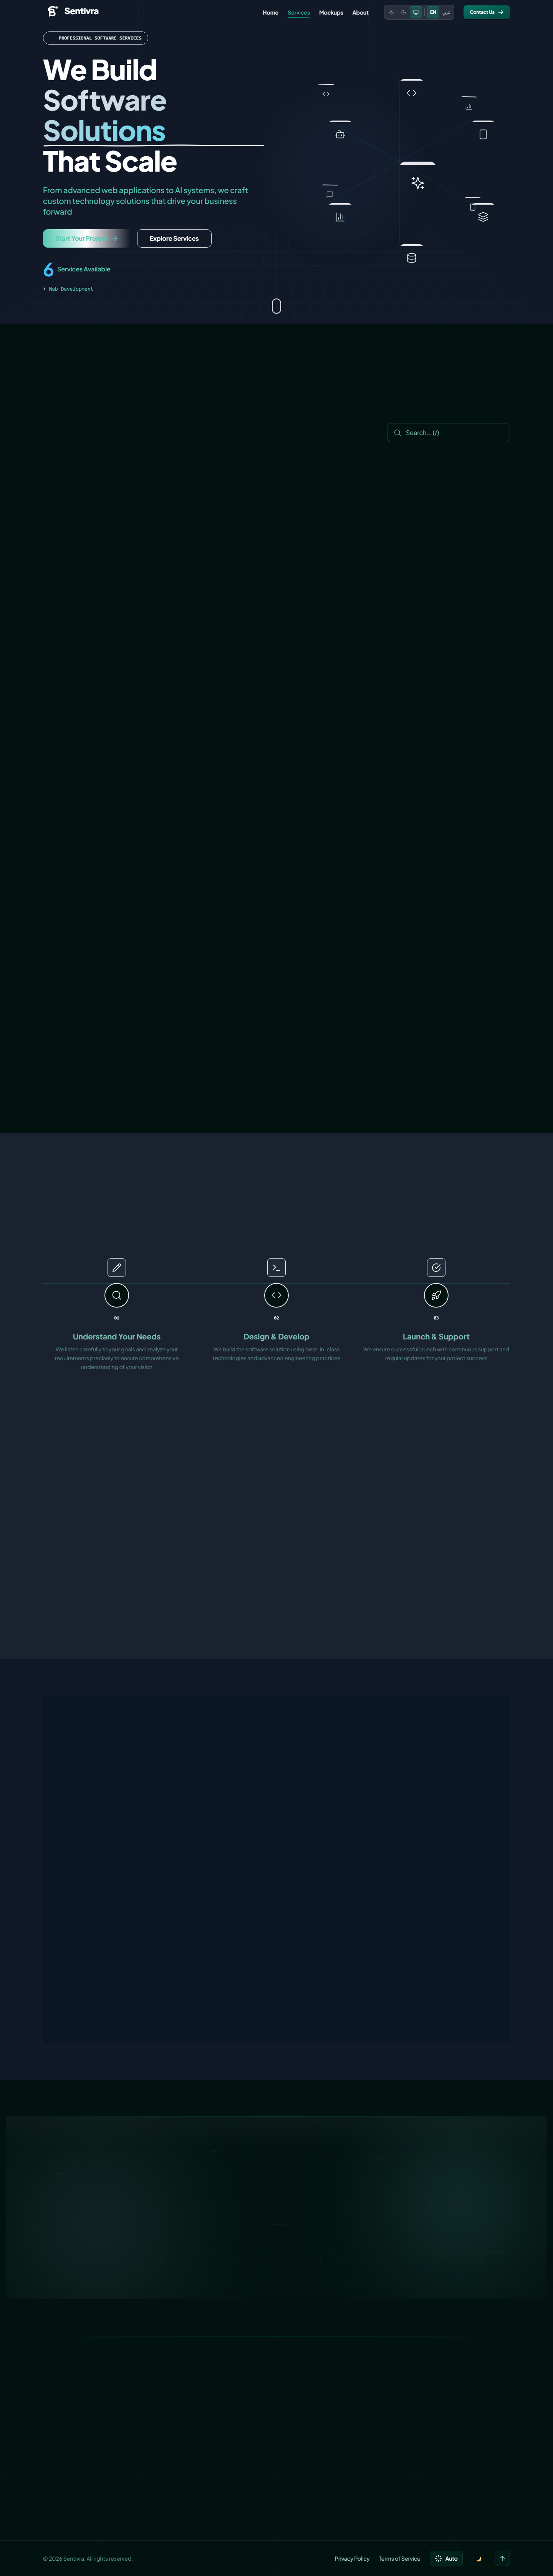 Sentivra
Home Services Mockups About
EN عربي
Contact Us
PROFESSIONAL SOFTWARE SERVICES
We Build
Software
Solutions
That Scale
From advanced web applications to AI systems, we craft
custom technology solutions that drive your business
forward
Start Your Project
Explore Services
6 Services Available
Web Development
Search... (/)
01
Understand Your Needs
We listen carefully to your goals and analyze your
requirements precisely to ensure comprehensive
understanding of your vision
02
Design & Develop
We build the software solution using best-in-class
technologies and advanced engineering practices
03
Launch & Support
We ensure successful launch with continuous support and
regular updates for your project success
© 2026 Sentivra. All rights reserved.
Privacy Policy Terms of Service Auto